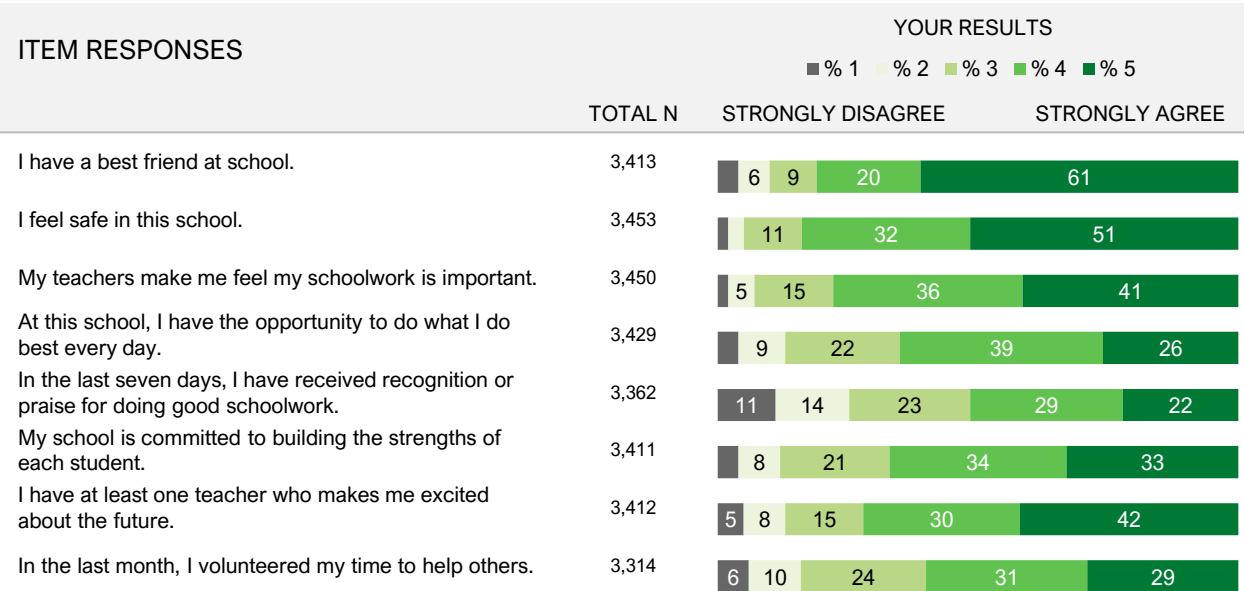 ITEM RESPONSES
YOUR RESULTS
% 1 % 2 % 3 % 4 % 5
TOTAL N STRONGLY DISAGREE STRONGLY AGREE
I have a best friend at school. 3,413 6 9 20 61
I feel safe in this school. 3,453 11 32 51
My teachers make me feel my schoolwork is important. 3,450 5 15 36 41
At this school, I have the opportunity to do what I do
best every day.
3,429 9 22 39 26
In the last seven days, I have received recognition or
praise for doing good schoolwork.
3,362 11 14 23 29 22
My school is committed to building the strengths of
each student.
3,411 8 21 34 33
I have at least one teacher who makes me excited
about the future.
3,412 5 8 15 30 42
In the last month, I volunteered my time to help others. 3,314 6 10 24 31 29